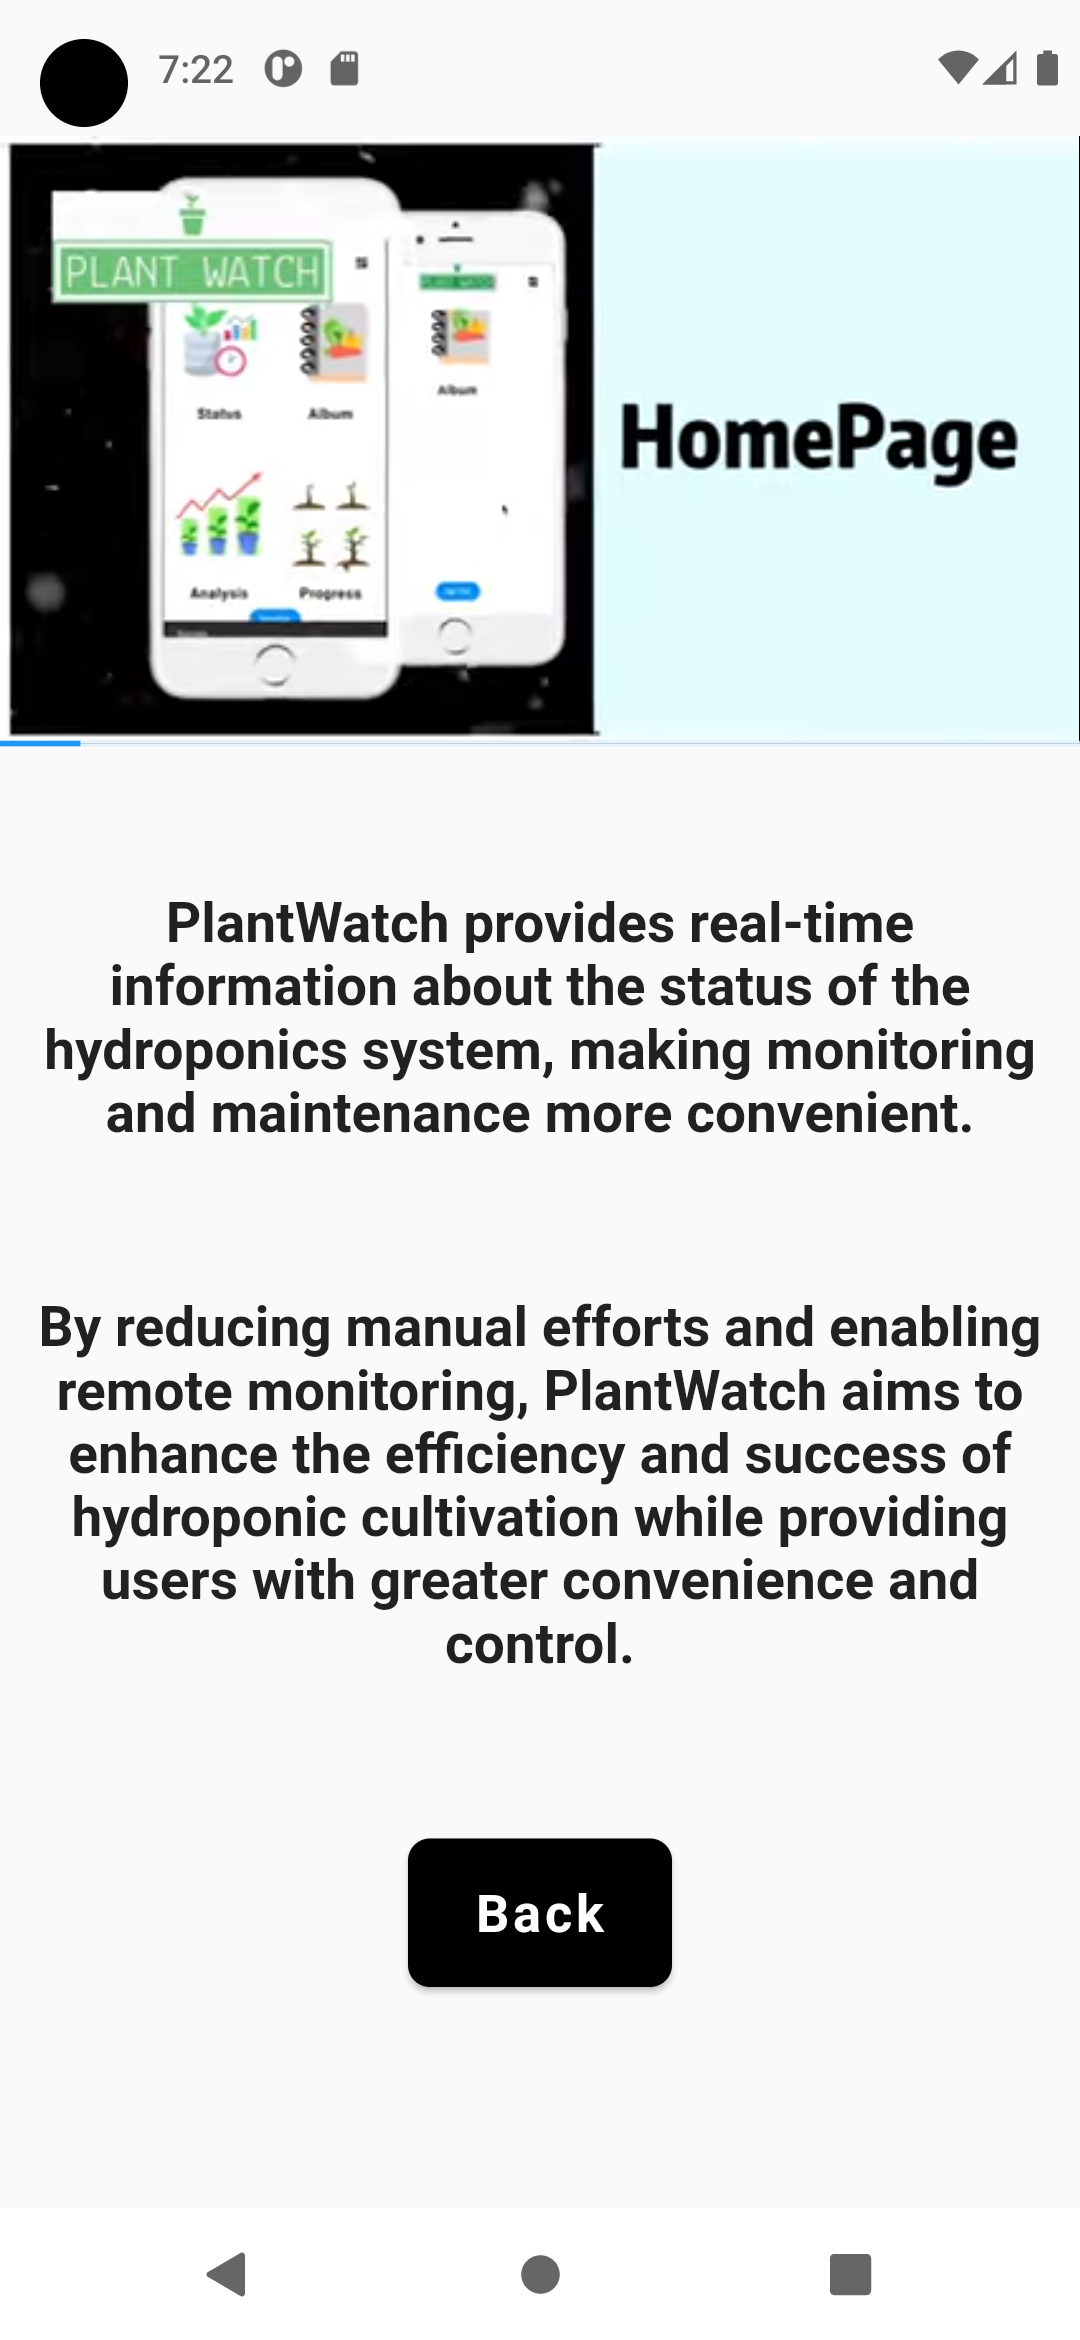 7:22
PLANT WATCH
PLANT WATCH
Status
Album
Album
Analysis
Progress
HomePage
PlantWatch provides real-time
information about the status of the
hydroponics system, making monitoring
and maintenance more convenient.
By reducing manual efforts and enabling
remote monitoring, PlantWatch aims to
enhance the efficiency and success of
hydroponic cultivation while providing
users with greater convenience and
control.
Back